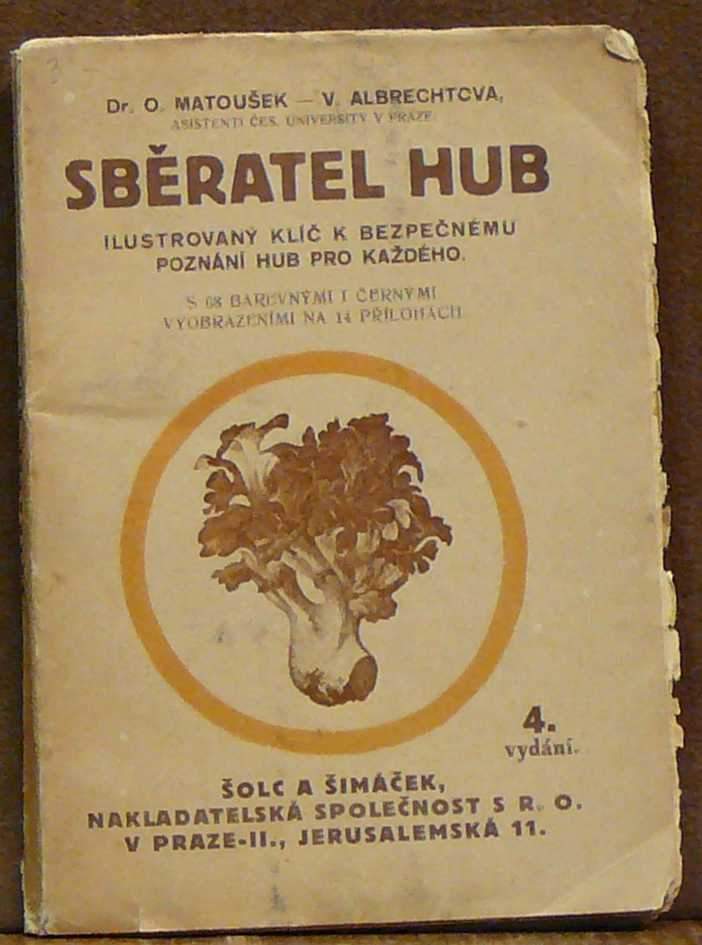 Dr. O. MATOUŠEK — V. ALBRECHTOVA,
ASISTENTI ČES. UNIVERSITY V PRAZE.
SBĚRATEL HUB
ILUSTROVANÝ KLÍČ K BEZPEČNÉMU
POZNÁNÍ HUB PRO KAŽDÉHO.
S 68 BAREVNÝMI I ČERNÝMI
VYOBRAZENÍMI NA 14 PŘÍLOHÁCH
4.
vydání.
ŠOLC A ŠIMÁČEK,
NAKLADATELSKÁ SPOLEČNOST S R. O.
V PRAZE-II., JERUSALEMSKÁ 11.